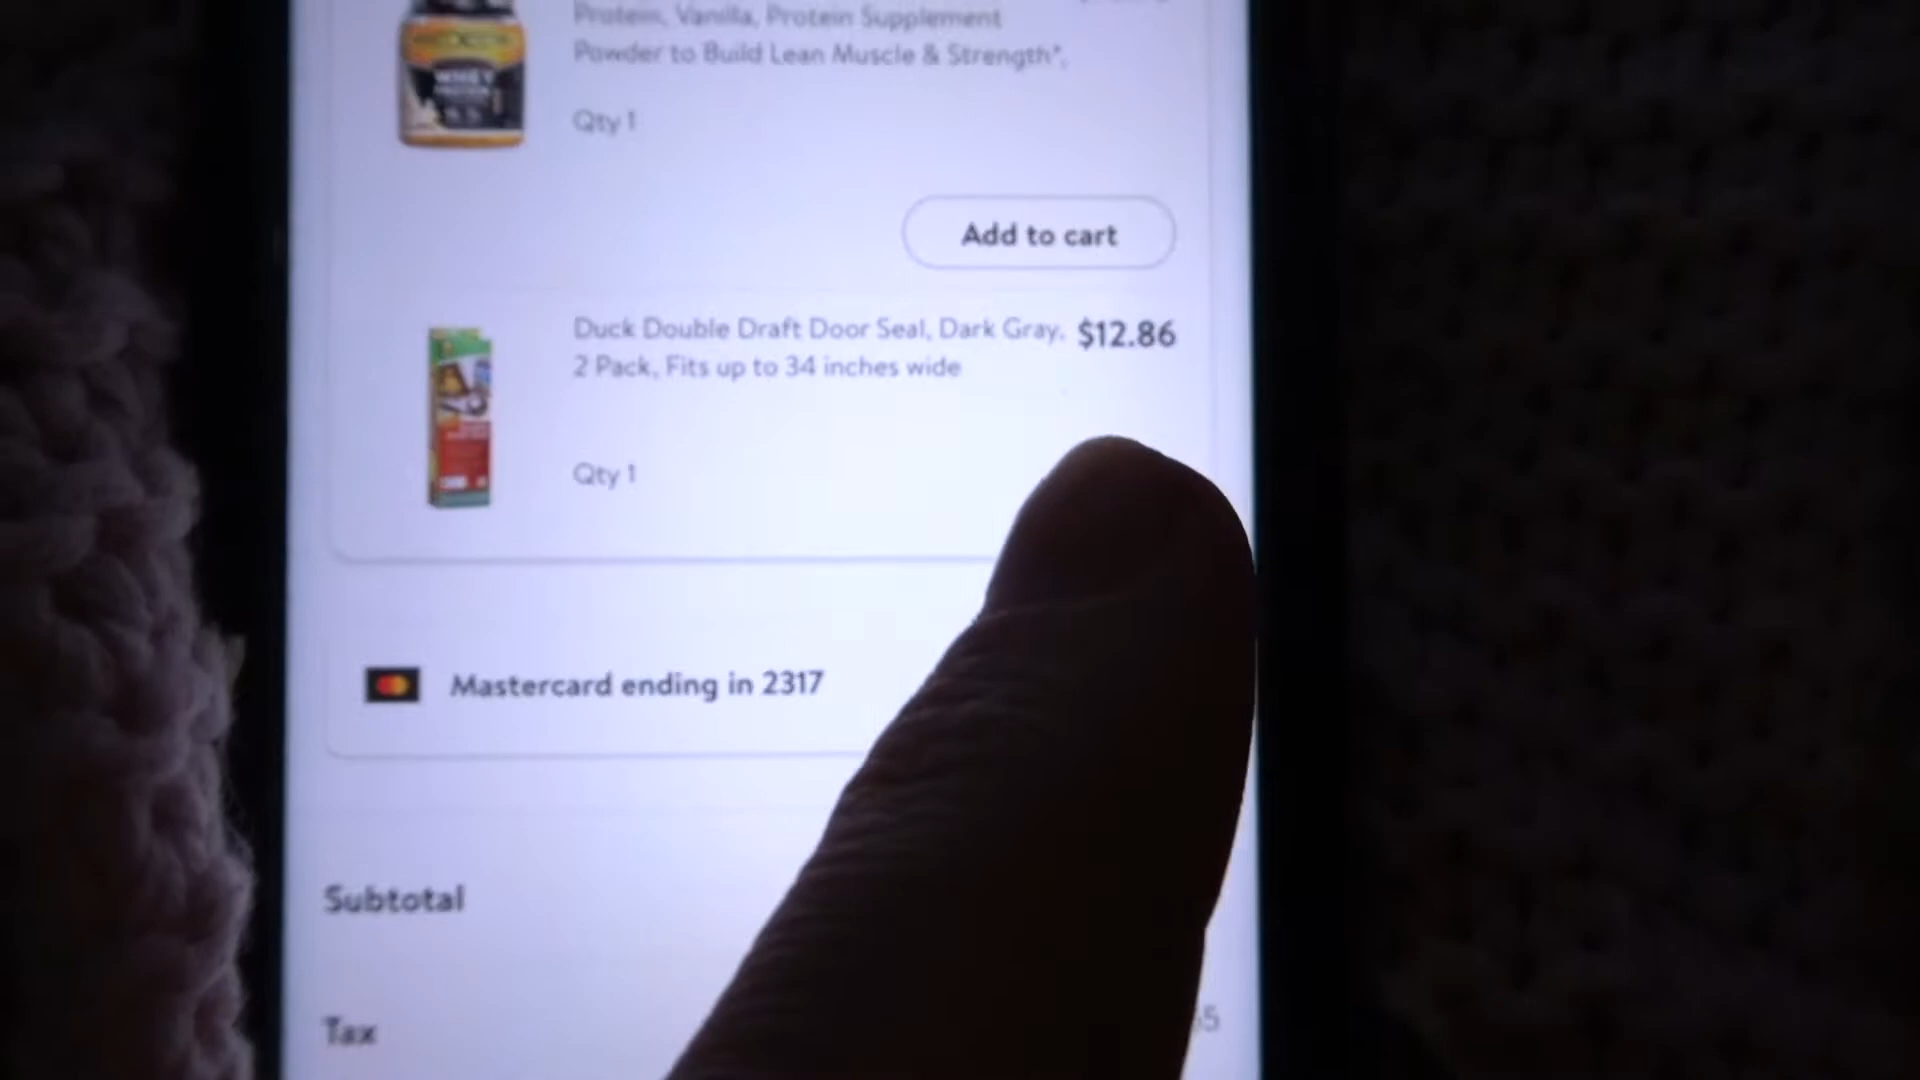 Protein, Vanilla, Protein Supplement
Powder to Build Lean Muscle & Strength*,
WHEY
Qty 1
Add to cart
Duck Double Draft Door Seal, Dark Gray, $12.86
2 Pack, Fits up to 34 inches wide
Qty 1
Mastercard ending in 2317
Subtotal
Tax